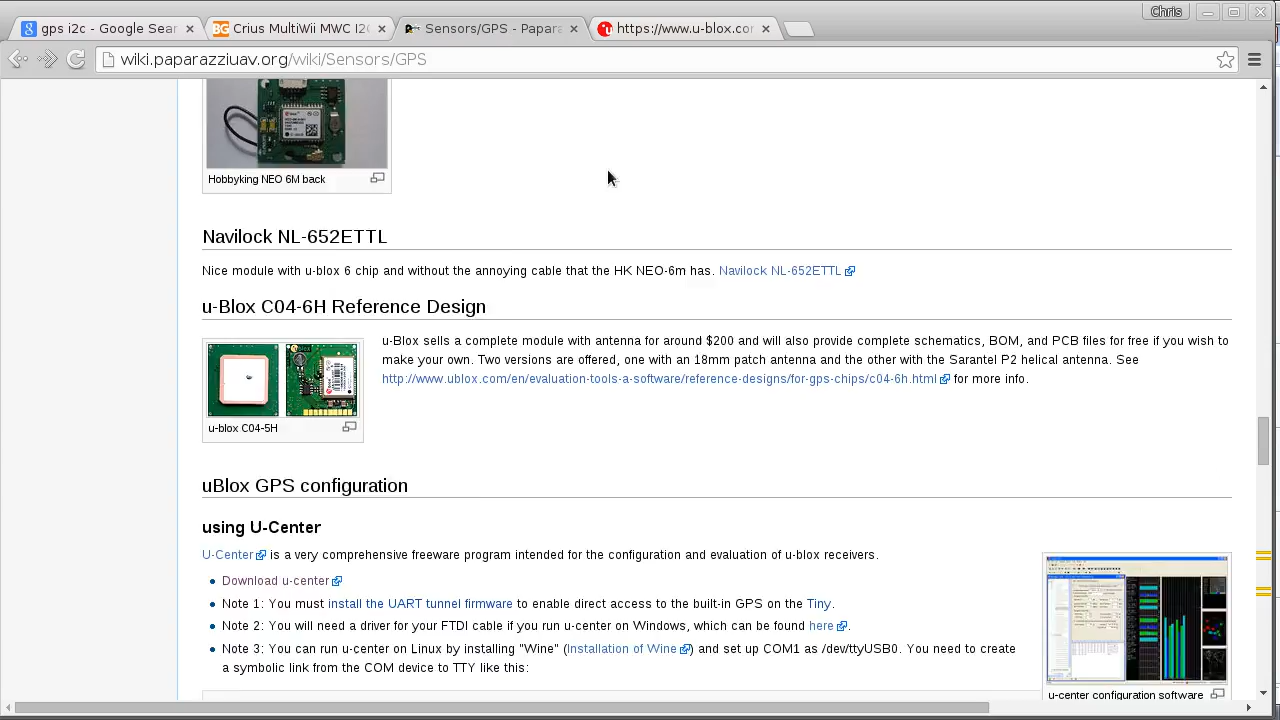 Chris
gps i2c - Google Sear
Crius MultiWii MWC I2C
Sensors/GPS - Papara
https://www.u-blox.com
wiki.paparazziuav.org/wiki/Sensors/GPS
Hobbyking NEO 6M back
Navilock NL-652ETTL
Nice module with u-blox 6 chip and without the annoying cable that the HK NEO-6m has. Navilock NL-652ETTL
u-Blox C04-6H Reference Design
u-Blox sells a complete module with antenna for around $200 and will also provide complete schematics, BOM, and PCB files for free if you wish to
make your own. Two versions are offered, one with an 18mm patch antenna and the other with the Sarantel P2 helical antenna. See
http://www.ublox.com/en/evaluation-tools-a-software/reference-designs/for-gps-chips/c04-6h.html for more info.
u-blox C04-5H
uBlox GPS configuration
using U-Center
U-Center is a very comprehensive freeware program intended for the configuration and evaluation of u-blox receivers.
Download u-center
Note 1: You must install the UART tunnel firmware to enable direct access to the built-in GPS on the Tiny.
Note 2: You will need a driver for your FTDI cable if you run u-center on Windows, which can be found here.
Note 3: You can run u-center on Linux by installing "Wine" (Installation of Wine) and set up COM1 as /dev/ttyUSB0. You need to create
a symbolic link from the COM device to TTY like this:
u-center configuration software